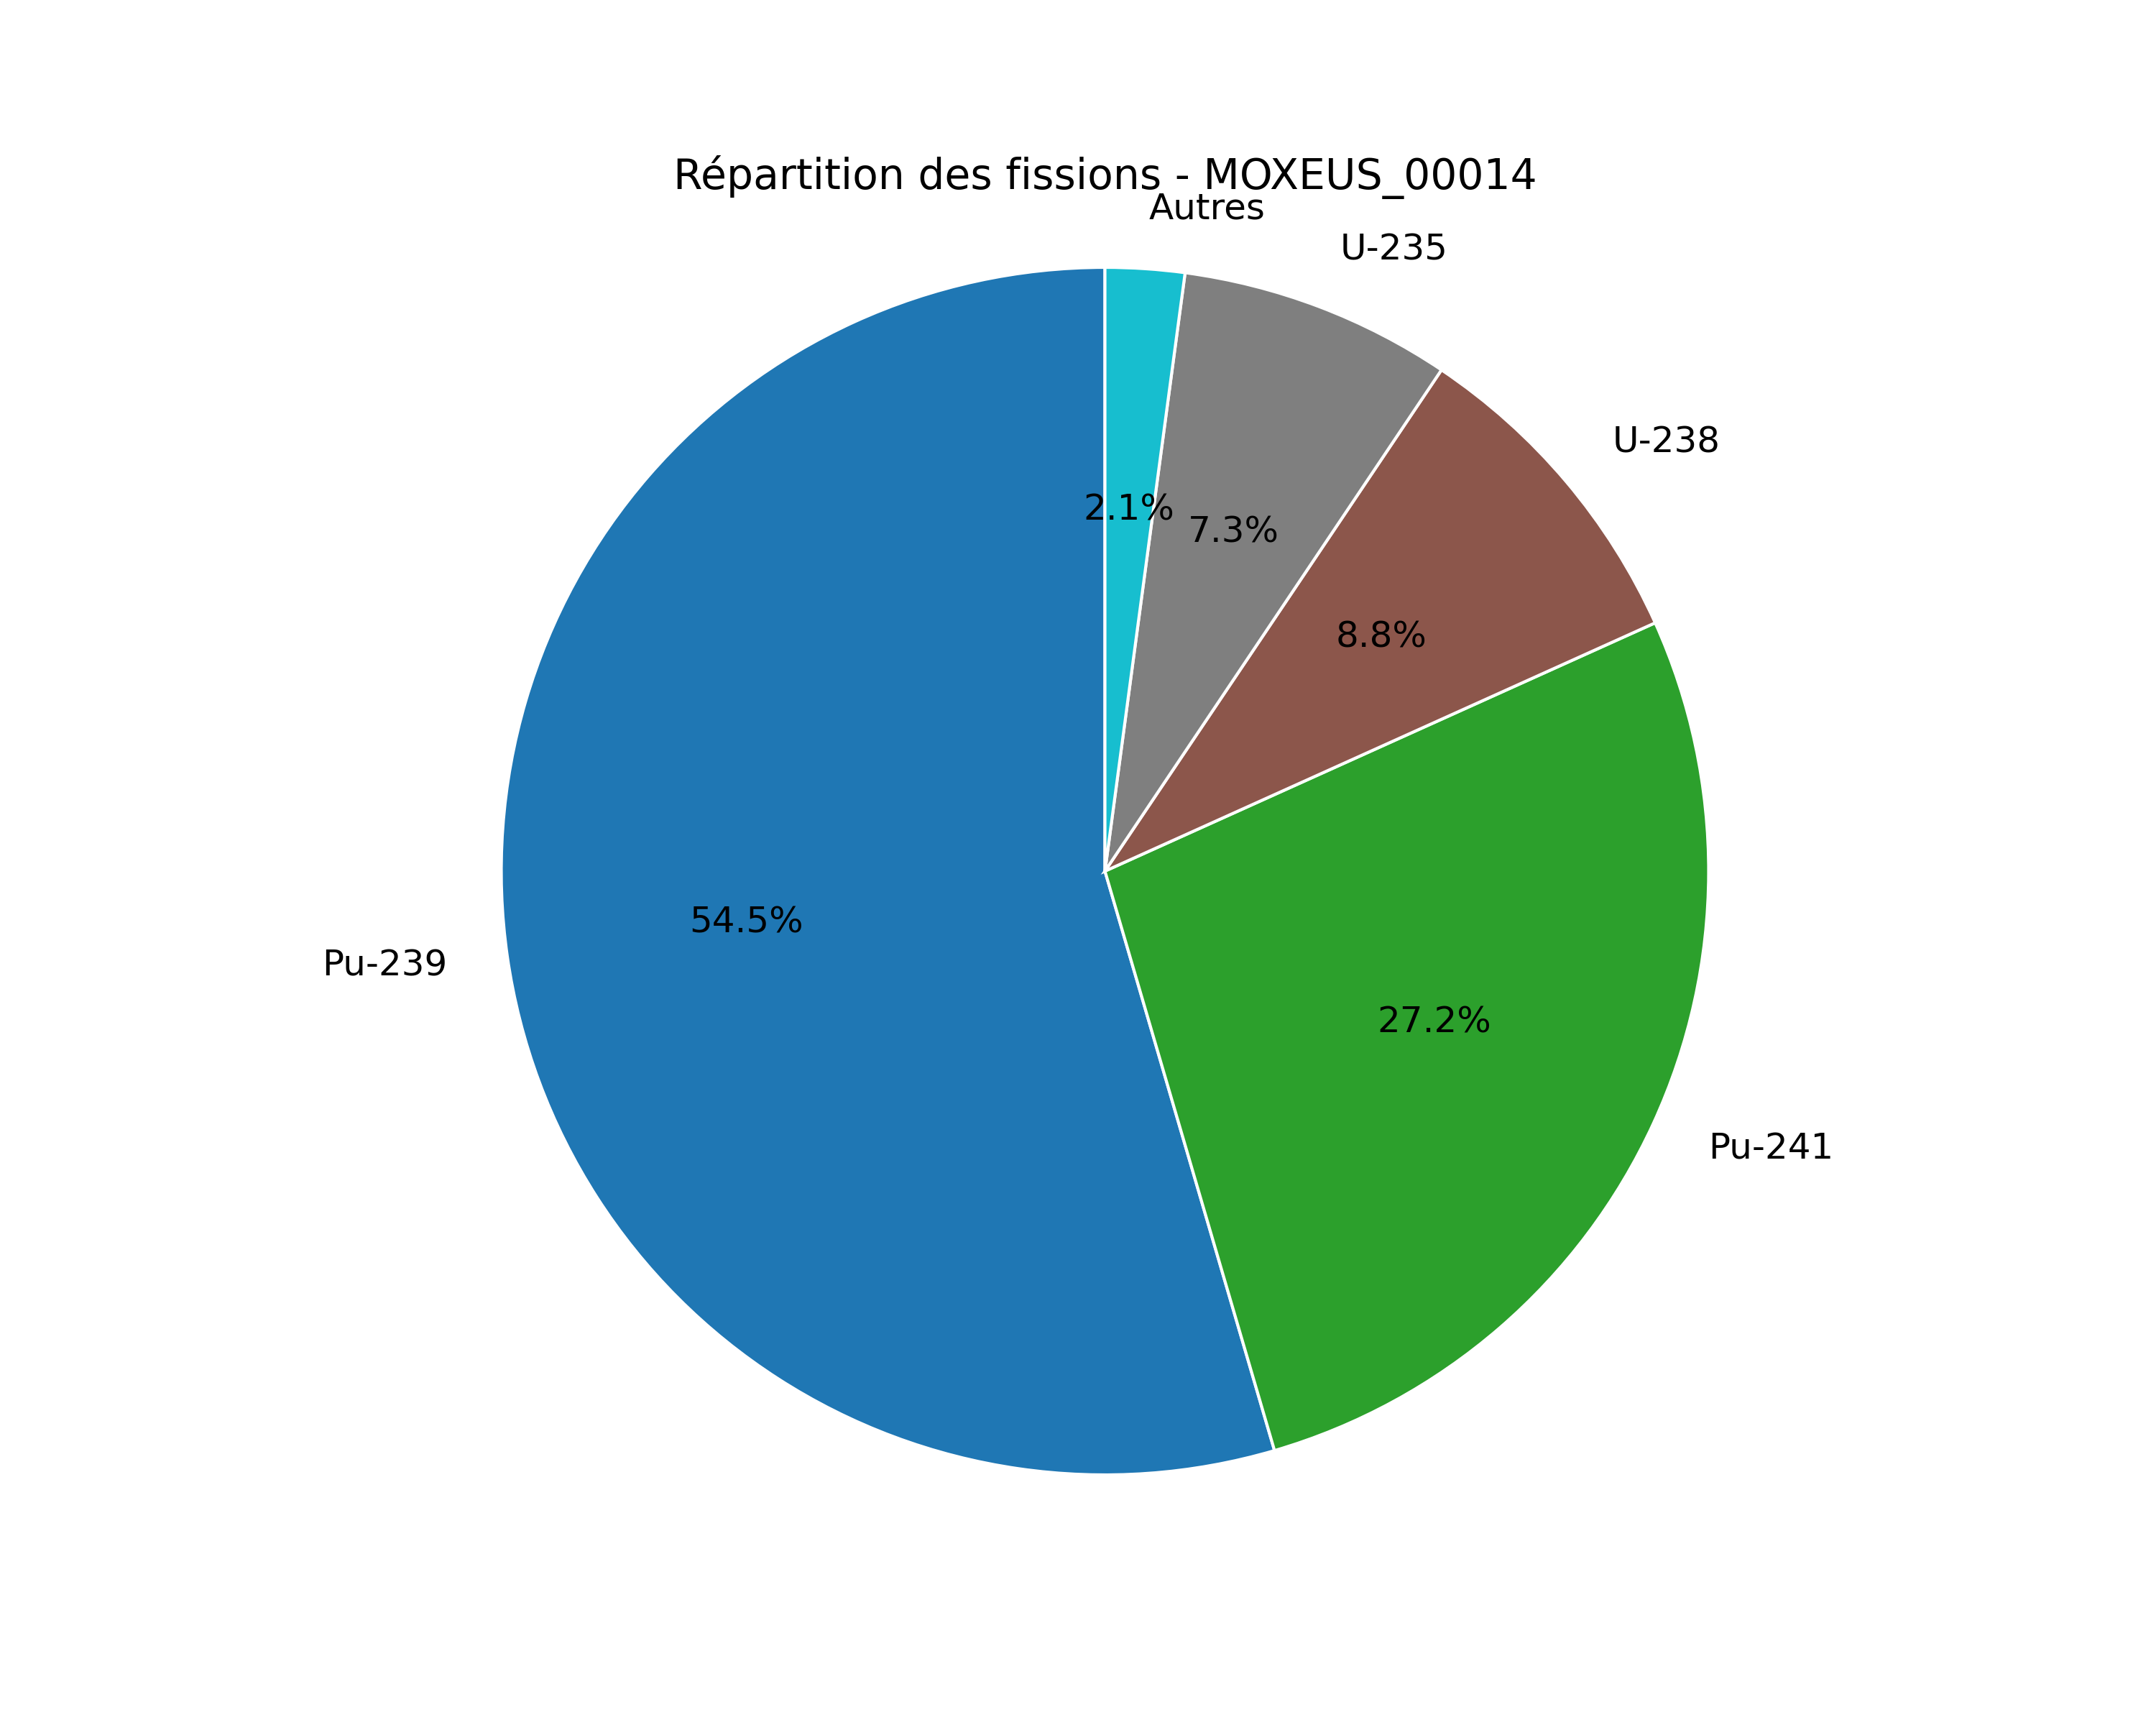 Répartition des fissions - MOXEUS_00014
Autres
U-235
U-238
2.1%
7.3%
8.8%
54.5%
Pu-239
27.2%
Pu-241